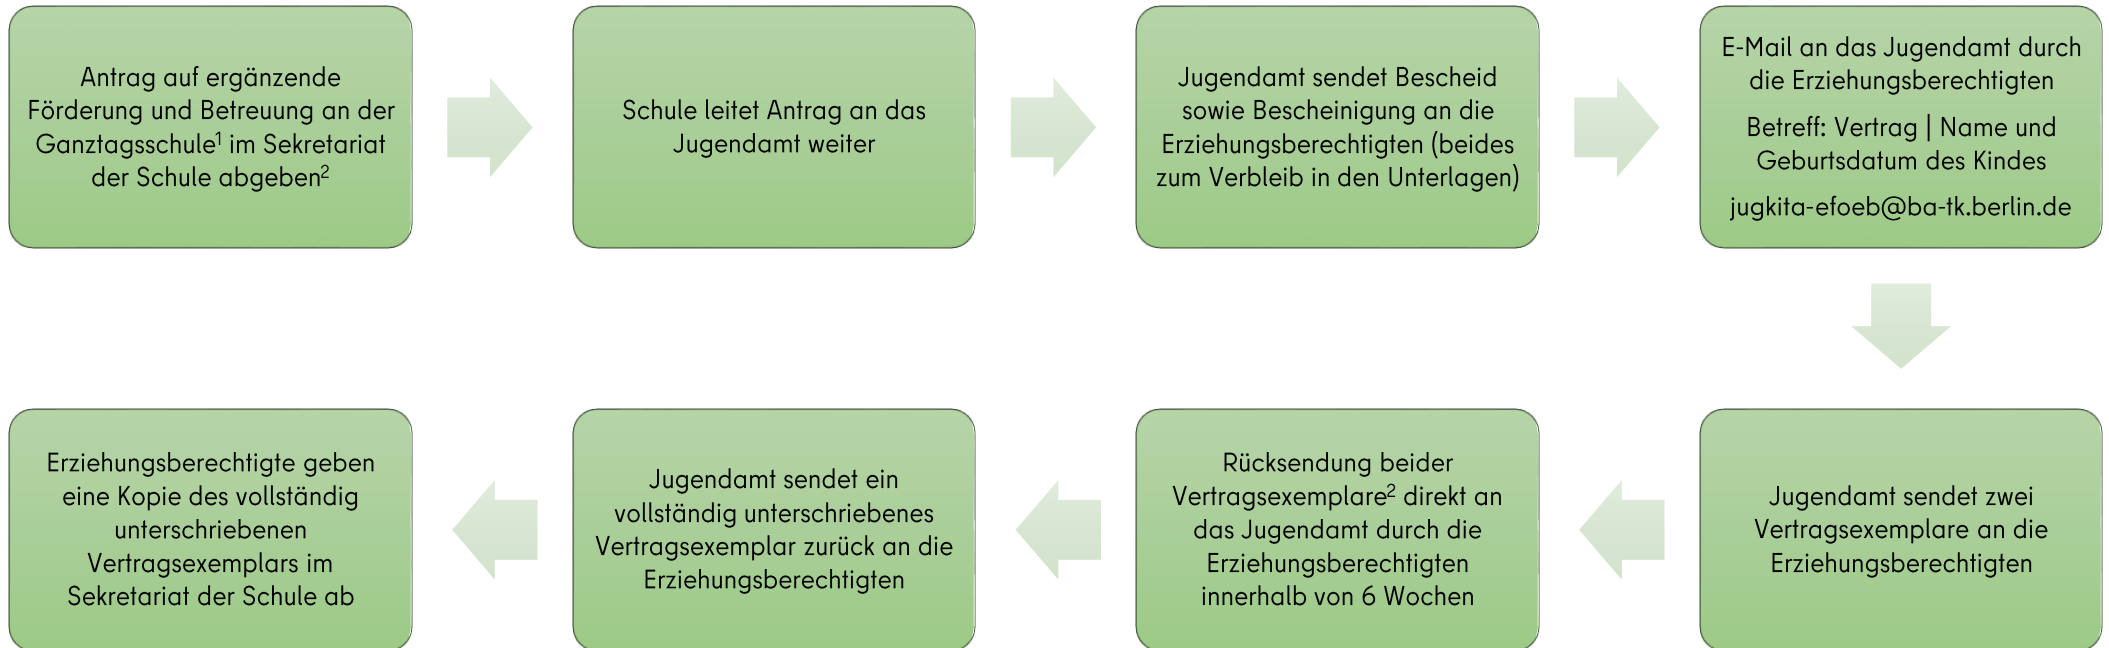 Antrag auf ergänzende
Förderung und Betreuung an der
Ganztagsschule¹ im Sekretariat
der Schule abgeben²
Schule leitet Antrag an das
Jugendamt weiter
Jugendamt sendet Bescheid
sowie Bescheinigung an die
Erziehungsberechtigten (beides
zum Verbleib in den Unterlagen)
E-Mail an das Jugendamt durch
die Erziehungsberechtigten
Betreff: Vertrag | Name und
Geburtsdatum des Kindes
jugkita-efoeb@ba-tk.berlin.de
Jugendamt sendet zwei
Vertragsexemplare an die
Erziehungsberechtigten
Rücksendung beider
Vertragsexemplare² direkt an
das Jugendamt durch die
Erziehungsberechtigten
innerhalb von 6 Wochen
Jugendamt sendet ein
vollständig unterschriebenes
Vertragsexemplar zurück an die
Erziehungsberechtigten
Erziehungsberechtigte geben
eine Kopie des vollständig
unterschriebenen
Vertragsexemplars im
Sekretariat der Schule ab